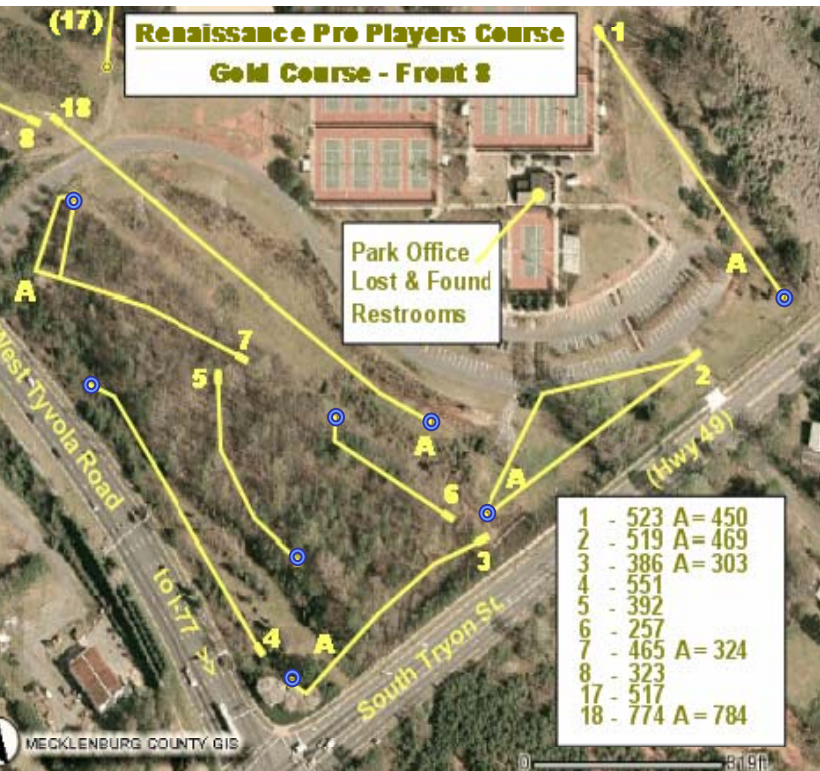 (17)
Renaissance Pro Players Course
Gold Course - Front 8
1
18
8
Park Office
Lost & Found
Restrooms
A
A
7
5
2
West Tyvola Road
A
A
(Hwy 49)
6
3
1 - 523 A = 450
2 - 519 A = 469
3 - 386 A = 303
4 - 551
5 - 392
6 - 257
7 - 465 A = 324
8 - 323
17 - 517
18 - 774 A = 784
to I-77 >>
4
A
South Tryon St.
MECKLENBURG COUNTY GIS
0
319ft